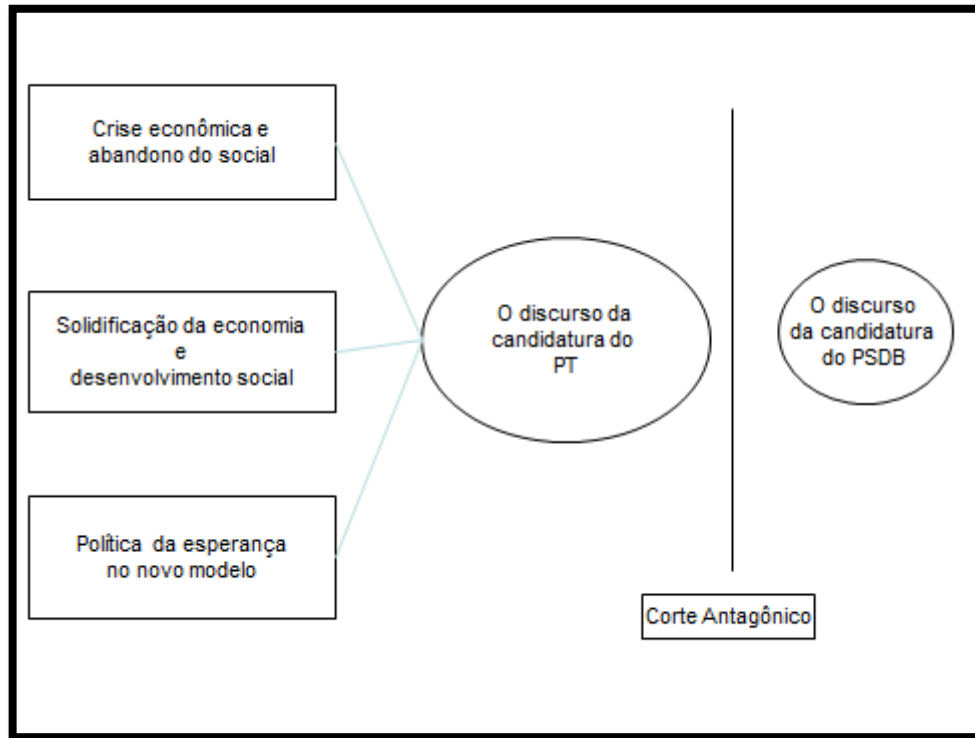 Crise econômica e
abandono do social
Solidificação da economia
e
desenvolvimento social
Política da esperança
no novo modelo
O discurso da
candidatura do
PT
O discurso
da candidatura
do PSDB
Corte Antagônico